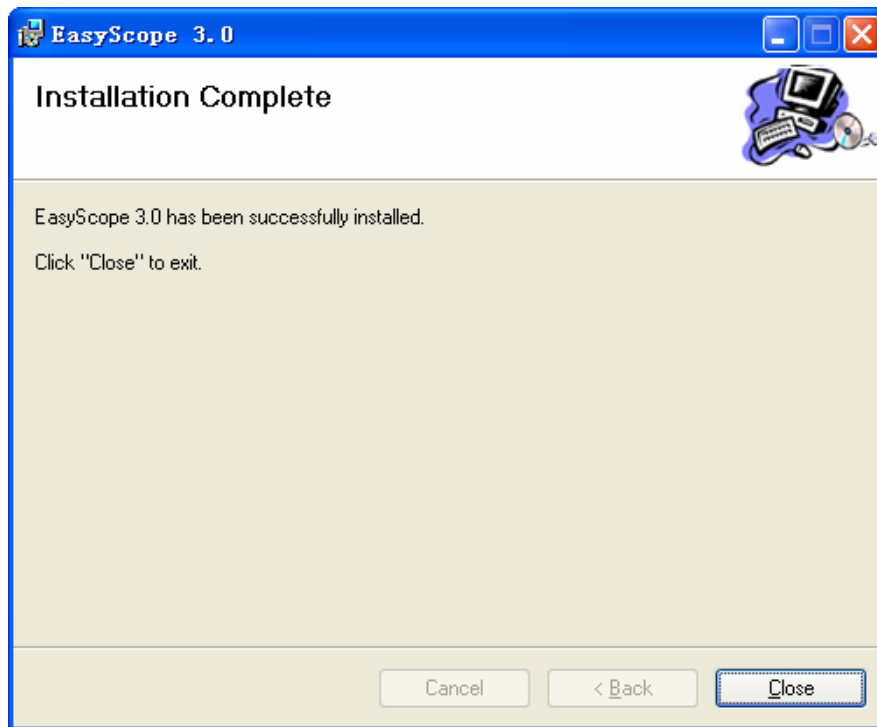 EasyScope 3.0
Installation Complete
EasyScope 3.0 has been successfully installed.
Click "Close" to exit.
Cancel
< Back
Close